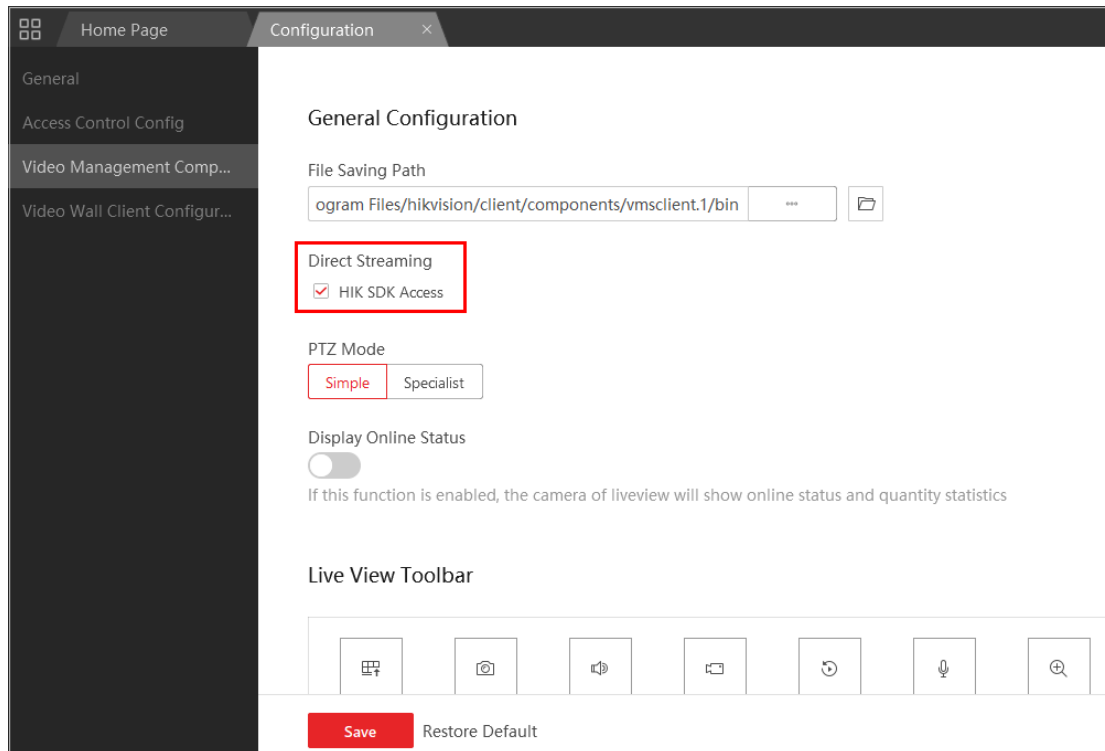 Home Page
Configuration
General
Access Control Config
Video Management Comp...
Video Wall Client Configur...
General Configuration
File Saving Path
ogram Files/hikvision/client/components/vmsclient.1/bin
Direct Streaming
HIK SDK Access
PTZ Mode
Simple Specialist
Display Online Status
If this function is enabled, the camera of liveview will show online status and quantity statistics
Live View Toolbar
Save Restore Default